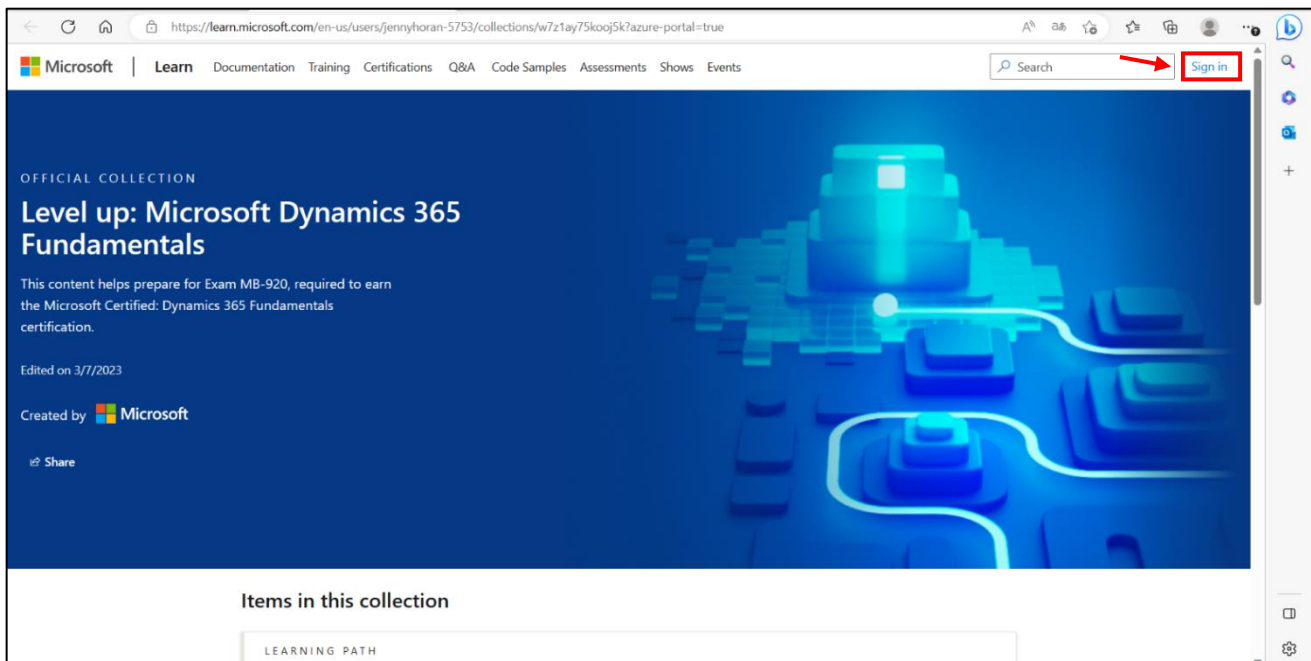 https://learn.microsoft.com/en-us/users/jennyhoran-5753/collections/w7z1ay75kooj5k?azure-portal=true
Microsoft | Learn Documentation Training Certifications Q&A Code Samples Assessments Shows Events Search Sign in
OFFICIAL COLLECTION
Level up: Microsoft Dynamics 365
Fundamentals
This content helps prepare for Exam MB-920, required to earn
the Microsoft Certified: Dynamics 365 Fundamentals
certification.
Edited on 3/7/2023
Created by Microsoft
Share
Items in this collection
LEARNING PATH